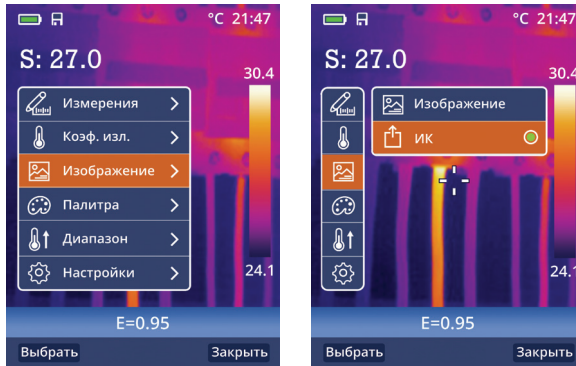 °C 21:47
S: 27.0
30.4
Измерения
Коэф. изл.
Изображение
Палитра
Диапазон
Настройки
24.1
E=0.95
Выбрать Закрыть
°C 21:47
S: 27.0
30.4
Изображение
ИК
24.1
E=0.95
Выбрать Закрыть